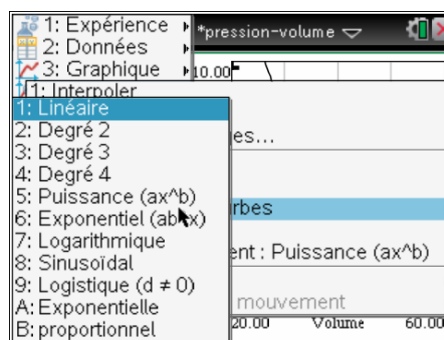 1: Expérience
*pression-volume
2: Données
3: Graphique
10.00
1: Interpoler
1: Linéaire
2: Degré 2
es...
3: Degré 3
4: Degré 4
5: Puissance (ax^b)
rbes
6: Exponentiel (ab^x)
7: Logarithmique
ent : Puissance (ax^b)
8: Sinusoïdal
9: Logistique (d ≠ 0)
A: Exponentielle
mouvement
B: proportionnel
20.00 Volume 60.00